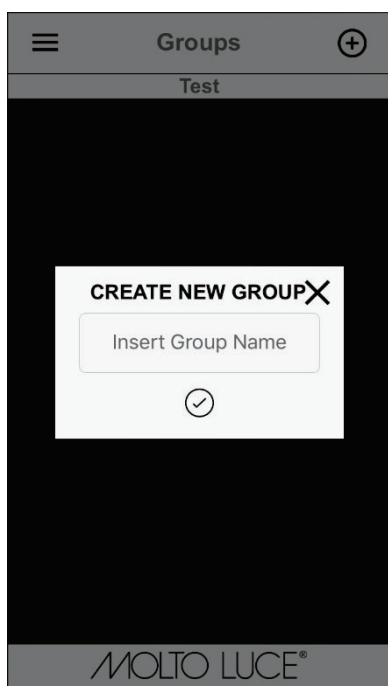 Groups
Test
CREATE NEW GROUP
Insert Group Name
MOLTO LUCE®